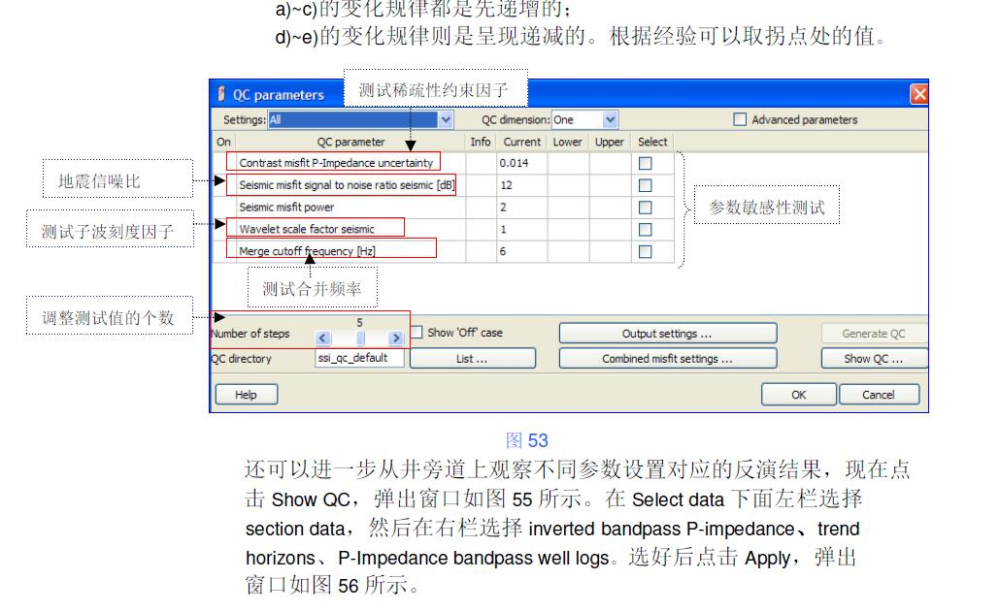 a)~c)的变化规律都是先递增的；
d)~e)的变化规律则是呈现递减的。根据经验可以取拐点处的值。
测试稀疏性约束因子
QC parameters
Settings: All QC dimension: One Advanced parameters
On QC parameter Info Current Lower Upper Select
Contrast misfit P-Impedance uncertainty 0.014
地震信噪比
Seismic misfit signal to noise ratio seismic [dB] 12
Seismic misfit power 2
参数敏感性测试
测试子波刻度因子
Wavelet scale factor seismic 1
Merge cutoff frequency [Hz] 6
测试合并频率
调整测试值的个数
5
Number of steps Show 'Off' case Output settings ... Generate QC
QC directory ssi_qc_default List ... Combined misfit settings ... Show QC ...
Help OK Cancel
图 53
还可以进一步从井旁道上观察不同参数设置对应的反演结果，现在点
击 Show QC，弹出窗口如图 55 所示。在 Select data 下面左栏选择
section data，然后在右栏选择 inverted bandpass P-impedance、trend
horizons、P-Impedance bandpass well logs。选好后点击 Apply，弹出
窗口如图 56 所示。